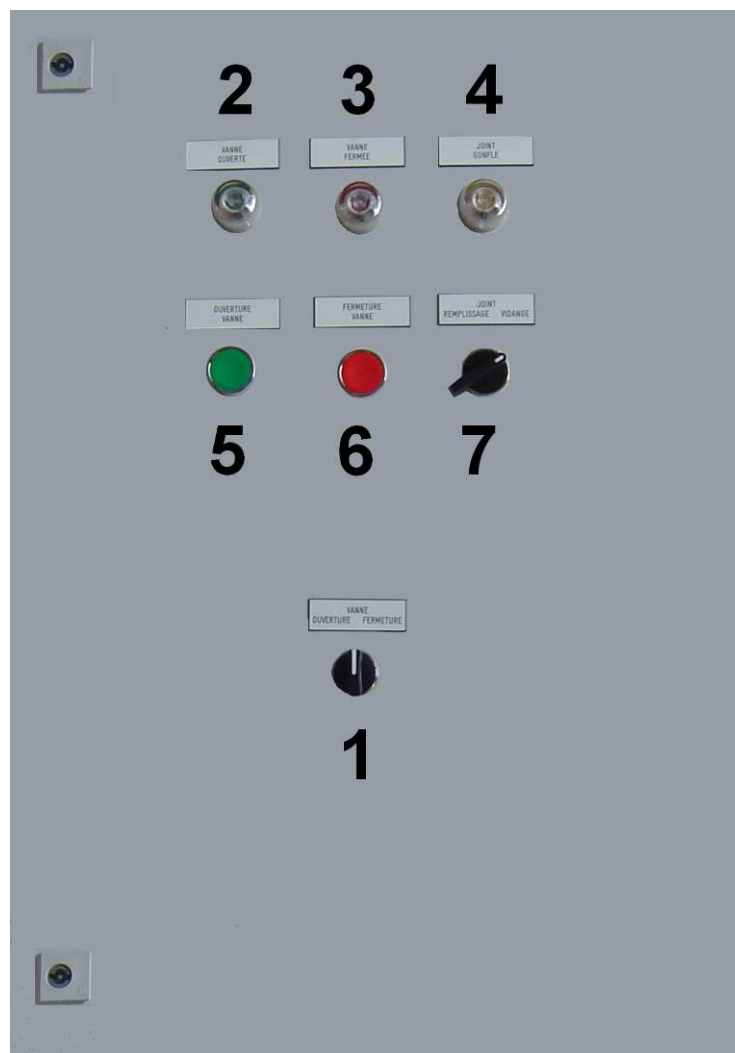 2 3 4
VANNE
OUVERTE
VANNE
FERMEE
JOINT
GONFLE
OUVERTURE
VANNE
FERMETURE
VANNE
JOINT
REMPLISSAGE VIDANGE
5 6 7
VANNE
OUVERTURE FERMETURE
1